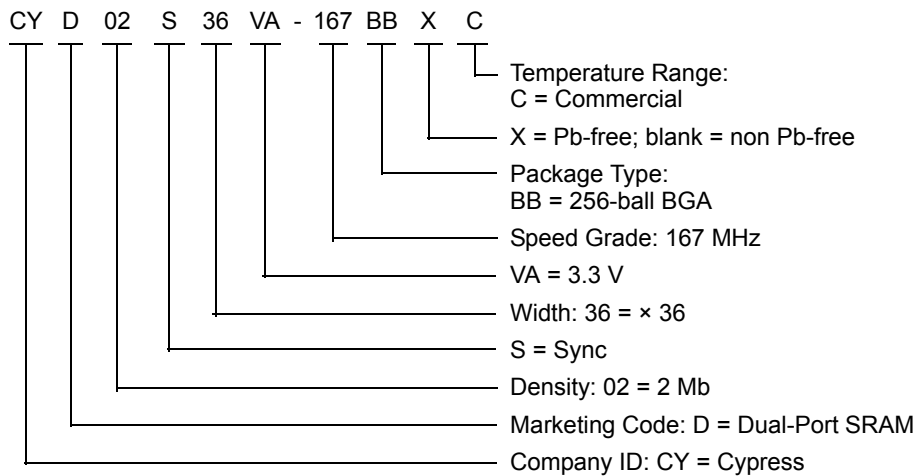 CY D 02 S 36 VA - 167 BB X C
Temperature Range:
C = Commercial
X = Pb-free; blank = non Pb-free
Package Type:
BB = 256-ball BGA
Speed Grade: 167 MHz
VA = 3.3 V
Width: 36 = × 36
S = Sync
Density: 02 = 2 Mb
Marketing Code: D = Dual-Port SRAM
Company ID: CY = Cypress